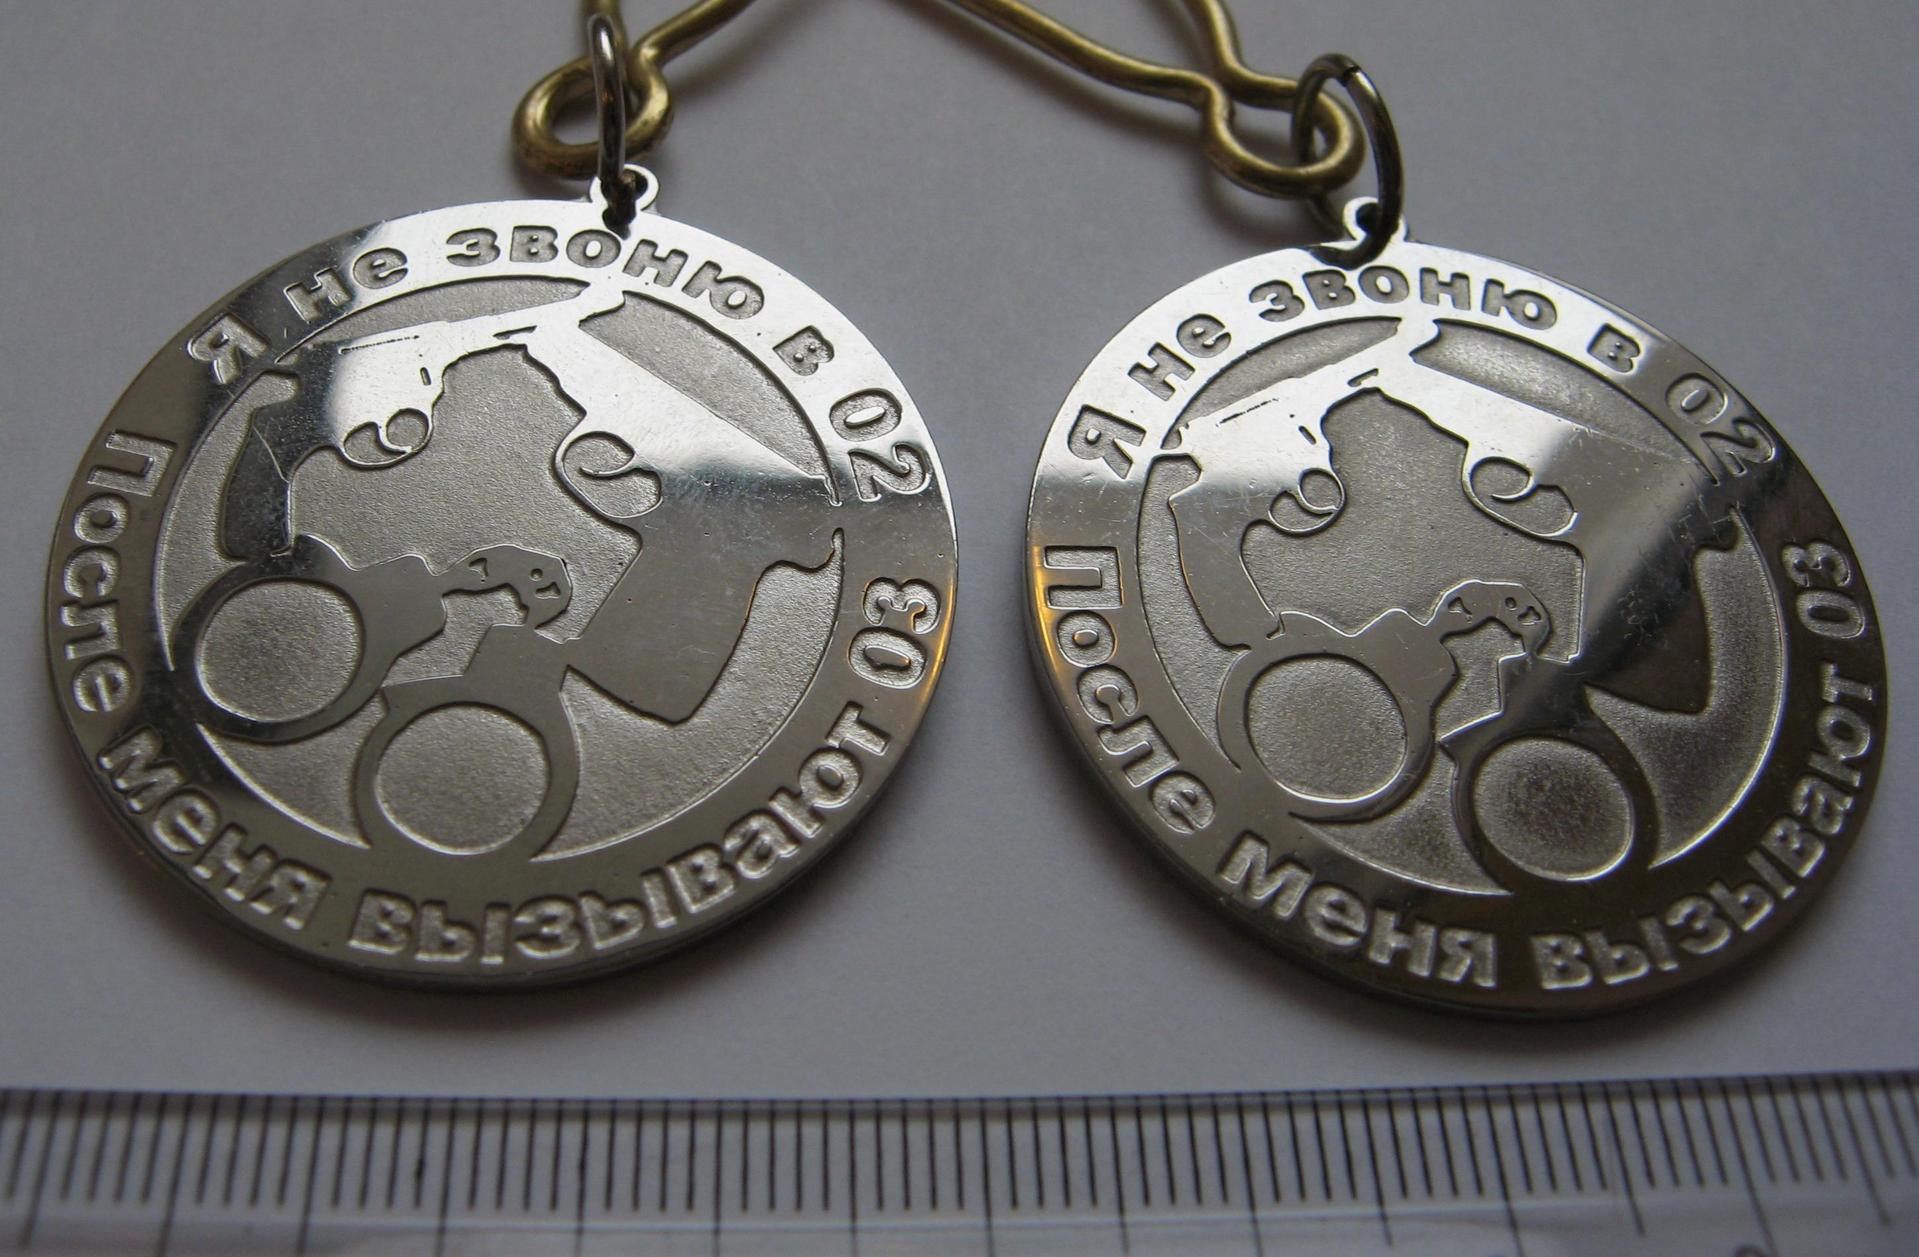 Я не звоню в 02
После меня вызывают 03
Я не звоню в 02
После меня вызывают 03